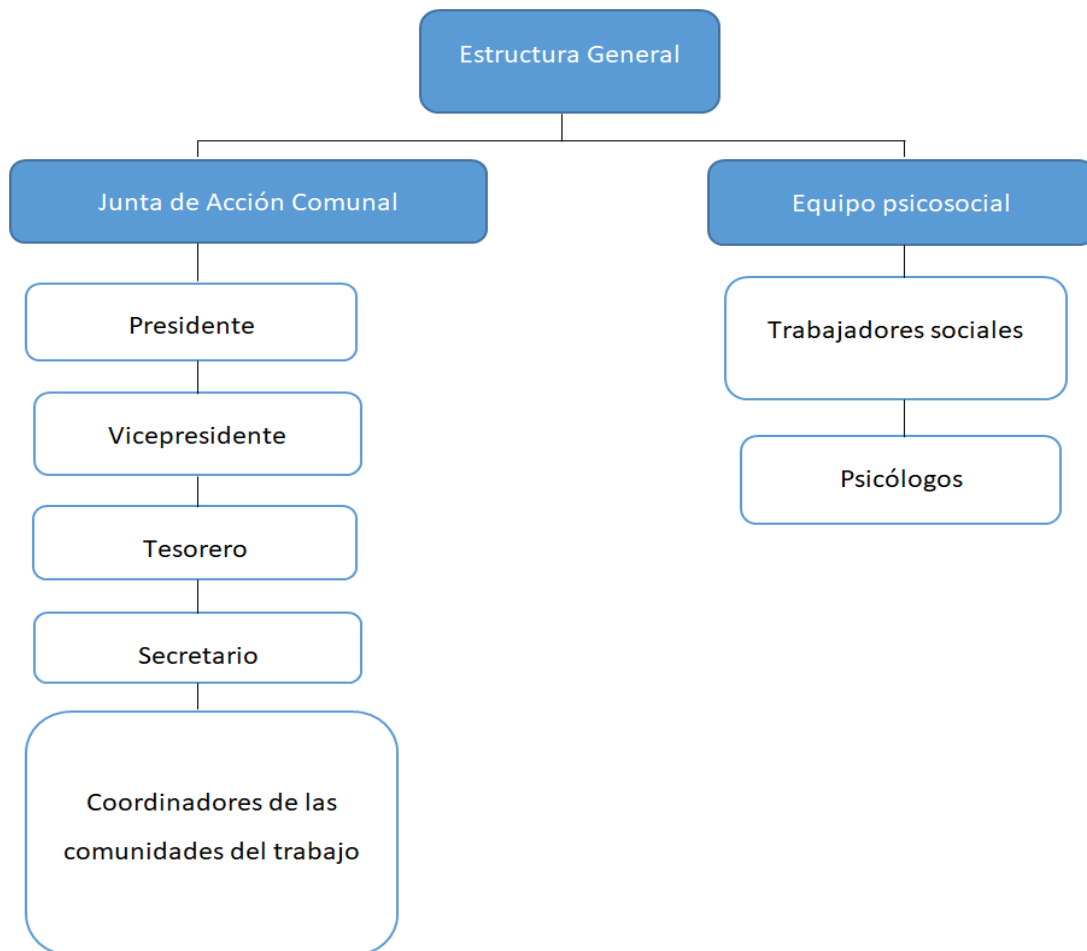 Estructura General
Junta de Acción Comunal
Equipo psicosocial
Presidente
Vicepresidente
Tesorero
Secretario
Coordinadores de las
comunidades del trabajo
Trabajadores sociales
Psicólogos